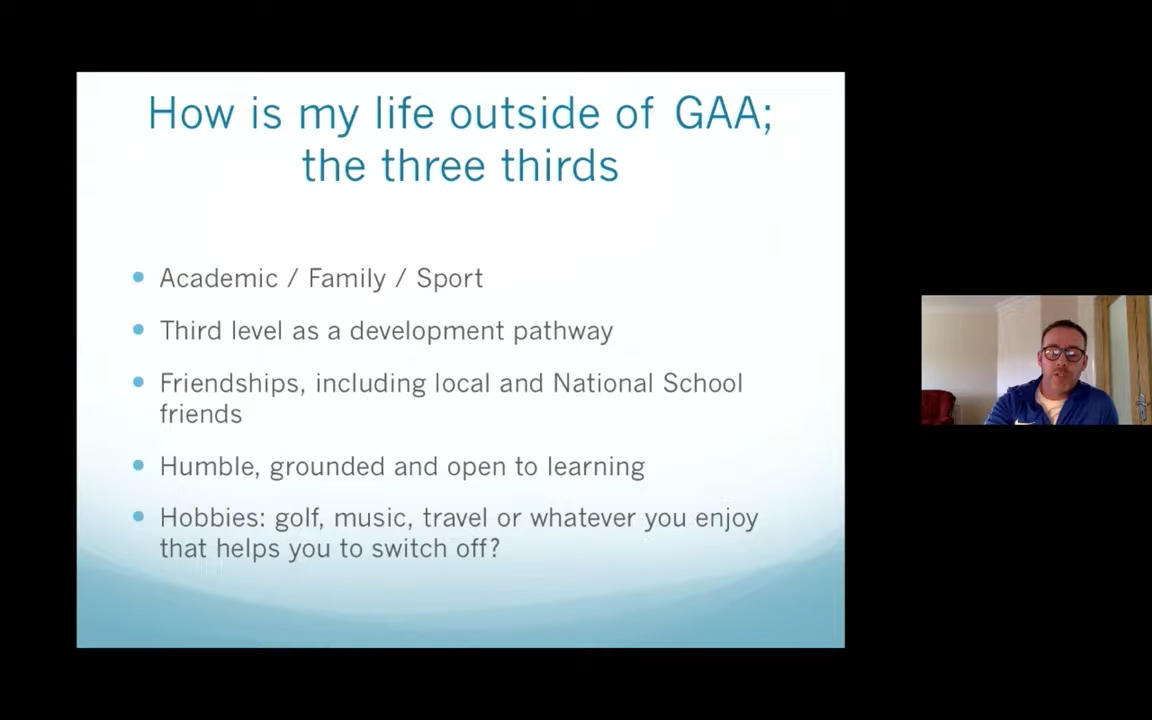 How is my life outside of GAA;
the three thirds
Academic / Family / Sport
Third level as a development pathway
Friendships, including local and National School
friends
Humble, grounded and open to learning
Hobbies: golf, music, travel or whatever you enjoy
that helps you to switch off?